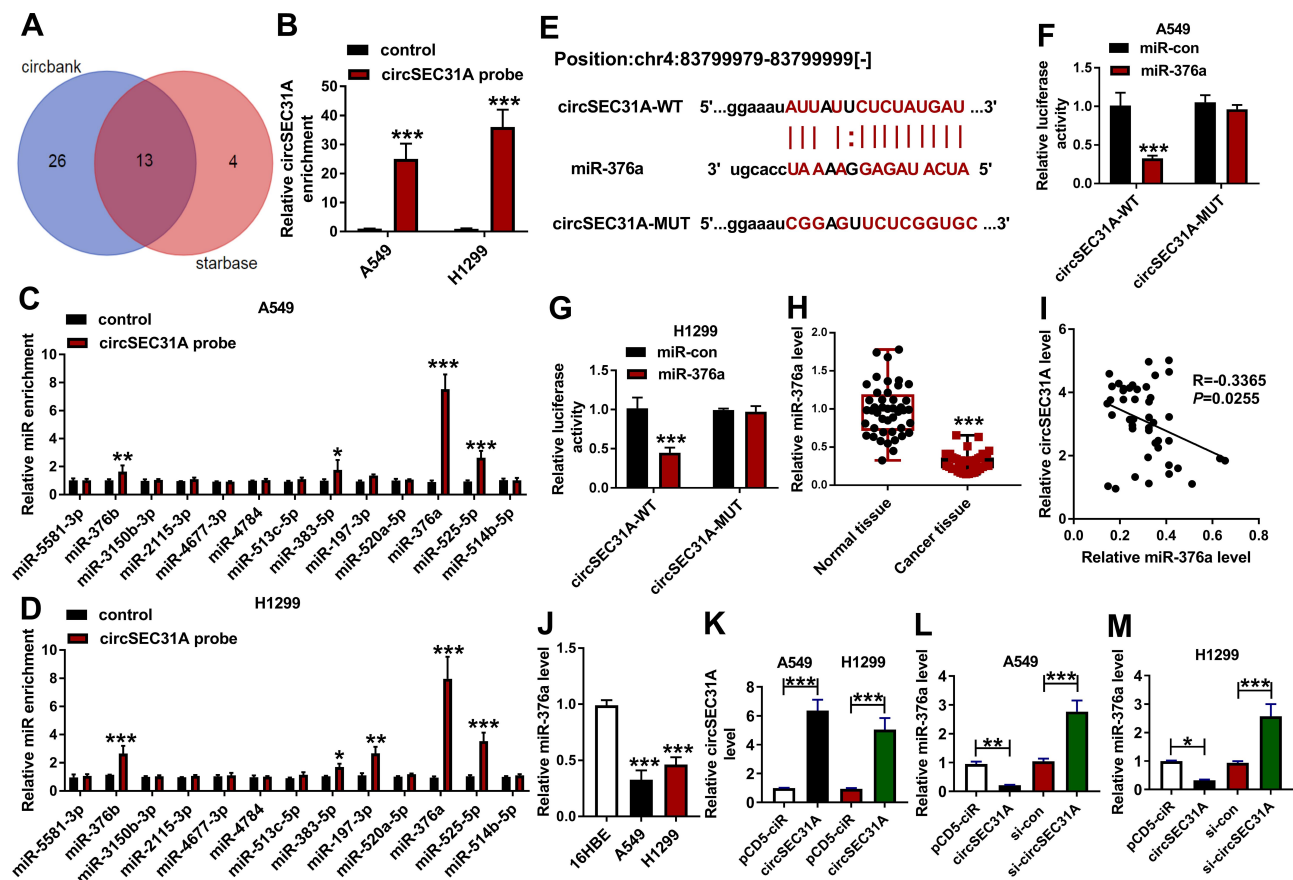 A
circbank
26
13
4
starbase
B
control
circSEC31A probe
Relative circSEC31A
enrichment
50
40
30
20
10
0
***
***
A549
H1299
E
Position:chr4:83799979-83799999[-]
circSEC31A-WT 5'...ggaaauAUUAUUCUCUAUGAU ...3'
miR-376a 3' ugcaccUAAAAGGAGAUACUA 5'
circSEC31A-MUT 5'...ggaaauCGGAGUUCUCGGUGC ...3'
F
A549
miR-con
miR-376a
Relative luciferase
activity
1.5
1.0
0.5
0.0
***
circSEC31A-WT
circSEC31A-MUT
C
A549
control
circSEC31A probe
Relative miR enrichment
10
8
6
4
2
0
**
*
***
***
miR-5581-3p
miR-376b
miR-3150b-3p
miR-2115-3p
miR-4677-3p
miR-4784
miR-513c-5p
miR-383-5p
miR-197-3p
miR-520a-5p
miR-376a
miR-525-5p
miR-514b-5p
G
H1299
miR-con
miR-376a
Relative luciferase
activity
1.5
1.0
0.5
0.0
***
circSEC31A-WT
circSEC31A-MUT
H
Relative miR-376a level
2.0
1.5
1.0
0.5
0.0
***
Normal tissue
Cancer tissue
I
Relative circSEC31A level
6
4
2
0
R=-0.3365
P=0.0255
0.0
0.2
0.4
0.6
0.8
Relative miR-376a level
D
H1299
control
circSEC31A probe
Relative miR enrichment
10
8
6
4
2
0
***
*
**
***
***
miR-5581-3p
miR-376b
miR-3150b-3p
miR-2115-3p
miR-4677-3p
miR-4784
miR-513c-5p
miR-383-5p
miR-197-3p
miR-520a-5p
miR-376a
miR-525-5p
miR-514b-5p
J
Relative miR-376a level
1.5
1.0
0.5
0.0
***
***
16HBE
A549
H1299
K
A549
H1299
Relative circSEC31A
level
8
6
4
2
0
***
***
pCD5-ciR
circSEC31A
pCD5-ciR
circSEC31A
L
A549
Relative miR-376a level
4
3
2
1
0
**
***
pCD5-ciR
circSEC31A
si-con
si-circSEC31A
M
H1299
Relative miR-376a level
4
3
2
1
0
*
***
pCD5-ciR
circSEC31A
si-con
si-circSEC31A